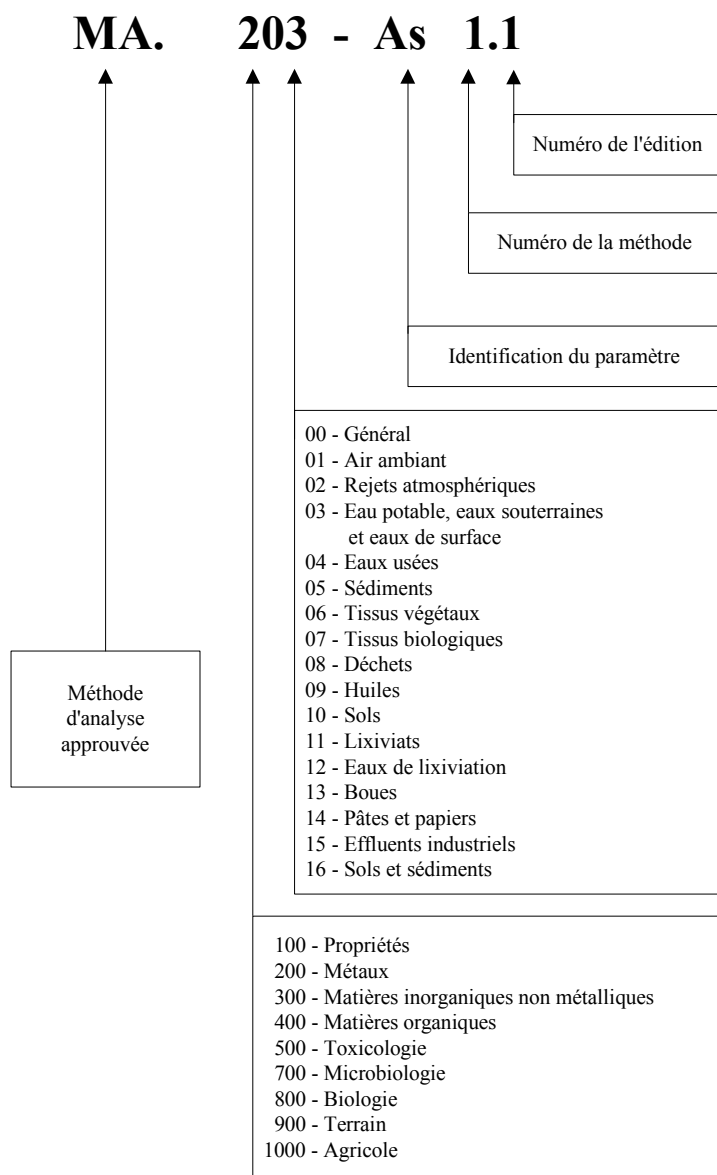 MA. 203 - As 1.1
Numéro de l'édition
Numéro de la méthode
Identification du paramètre
00 - Général
01 - Air ambiant
02 - Rejets atmosphériques
03 - Eau potable, eaux souterraines
et eaux de surface
04 - Eaux usées
05 - Sédiments
06 - Tissus végétaux
07 - Tissus biologiques
08 - Déchets
09 - Huiles
10 - Sols
11 - Lixiviats
12 - Eaux de lixiviation
13 - Boues
14 - Pâtes et papiers
15 - Effluents industriels
16 - Sols et sédiments
Méthode
d'analyse
approuvée
100 - Propriétés
200 - Métaux
300 - Matières inorganiques non métalliques
400 - Matières organiques
500 - Toxicologie
700 - Microbiologie
800 - Biologie
900 - Terrain
1000 - Agricole